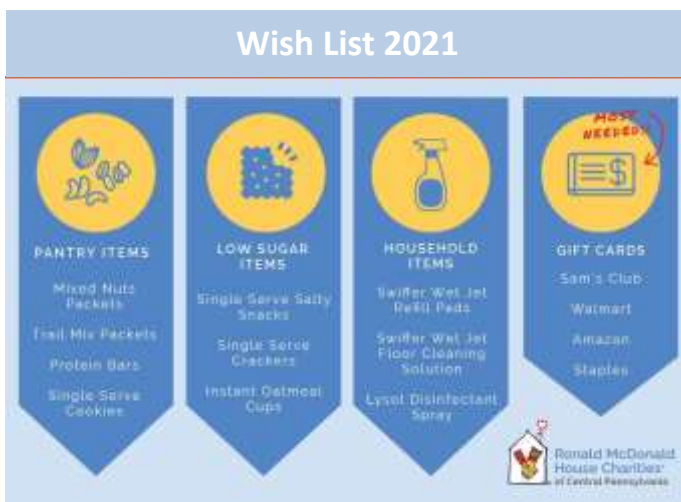 Wish List 2021
PANTRY ITEMS
Mixed Nuts
Packets
Trail Mix Packets
Protein Bars
Single Serve
Cookies
LOW SUGAR
ITEMS
Single Serve Salty
Snacks
Single Serve
Crackers
Instant Oatmeal
Cups
HOUSEHOLD
ITEMS
Swiffer Wet Jet
Refill Pads
Swiffer Wet Jet
Floor Cleaning
Solution
Lysol Disinfectant
Spray
MOST
NEEDED!!
$
GIFT CARDS
Sam's Club
Walmart
Amazon
Staples
Ronald McDonald
House Charities®
of Central Pennsylvania